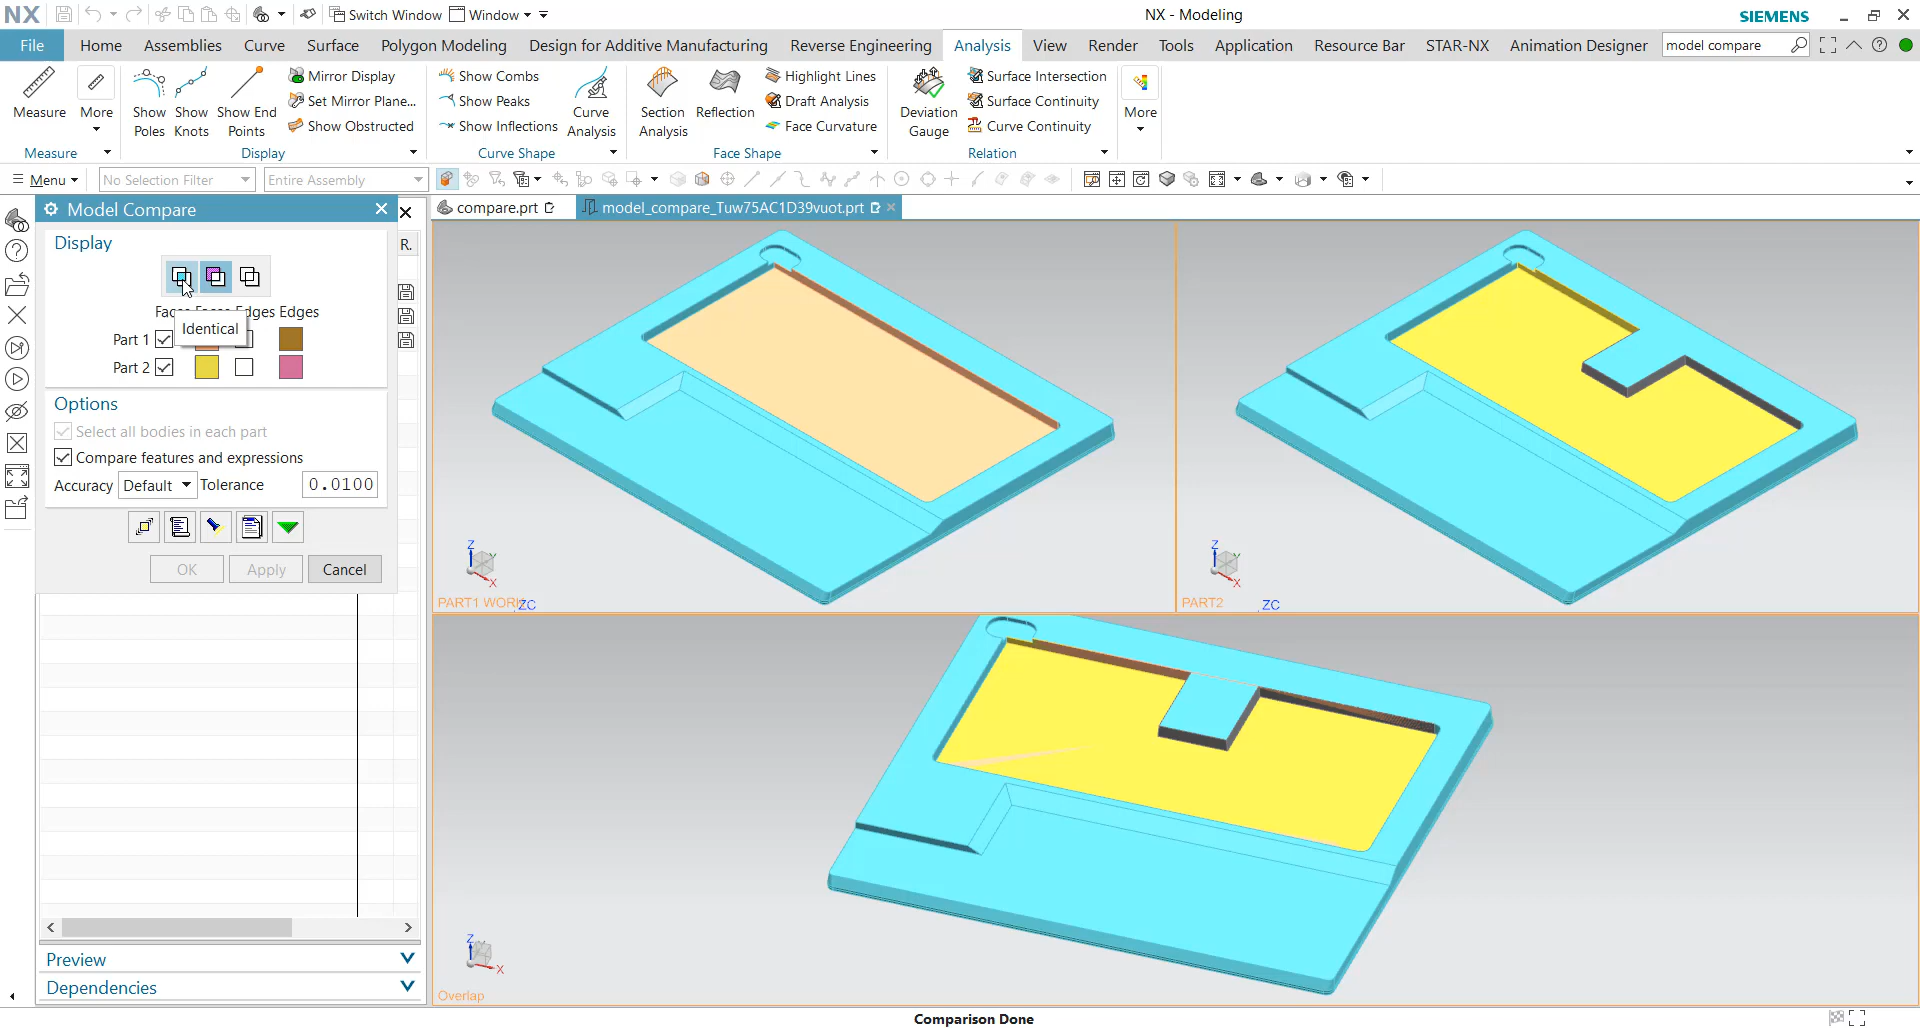 NX Switch Window Window NX - Modeling SIEMENS
File Home Assemblies Curve Surface Polygon Modeling Design for Additive Manufacturing Reverse Engineering Analysis View Render Tools Application Resource Bar STAR-NX Animation Designer model compare
Measure
More
Show Poles
Show Knots
Show End Points
Mirror Display
Set Mirror Plane...
Show Obstructed
Show Combs
Show Peaks
Show Inflections
Curve Analysis
Section Analysis
Reflection
Highlight Lines
Draft Analysis
Face Curvature
Deviation Gauge
Surface Intersection
Surface Continuity
Curve Continuity
More
Measure Display Curve Shape Face Shape Relation
Menu No Selection Filter Entire Assembly
Model Compare
compare.prt model_compare_Tuw75AC1D39vuot.prt
Display
R.
Edges Edges
Identical
Part 1
Part 2
Options
Select all bodies in each part
Compare features and expressions
Accuracy Default Tolerance 0.0100
OK Apply Cancel
Preview
Dependencies
Z
X
PART1 WORK
ZC
Z
X
PART2
ZC
Z
X
Overlap
Comparison Done